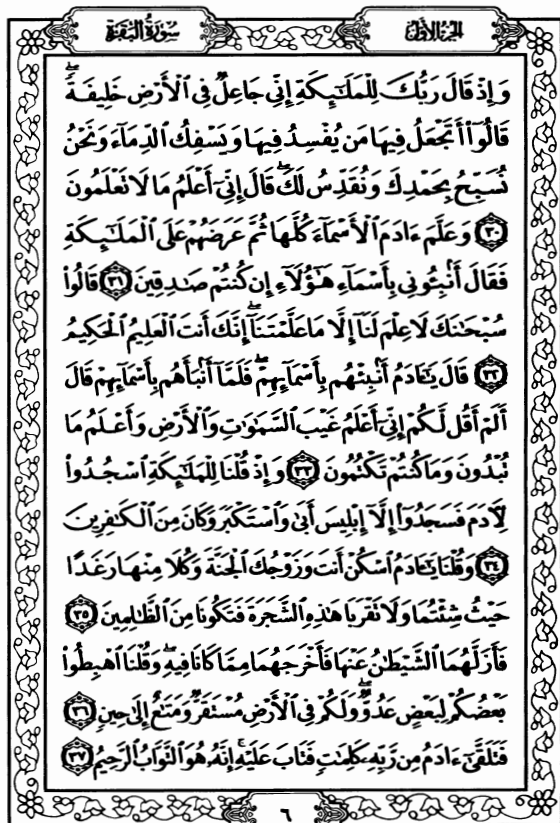 الجزء الأول
سورة البقرة
وَإِذْ قَالَ رَبُّكَ لِلْمَلَٰٓئِكَةِ إِنِّي جَاعِلٌ فِي الْأَرْضِ خَلِيفَةً ۖ
قَالُوٓا۟ أَتَجْعَلُ فِيهَا مَن يُفْسِدُ فِيهَا وَيَسْفِكُ الدِّمَآءَ وَنَحْنُ
نُسَبِّحُ بِحَمْدِكَ وَنُقَدِّسُ لَكَ ۖ قَالَ إِنِّيٓ أَعْلَمُ مَا لَا تَعْلَمُونَ
﴿٣٠﴾ وَعَلَّمَ ءَادَمَ الْأَسْمَآءَ كُلَّهَا ثُمَّ عَرَضَهُمْ عَلَى الْمَلَٰٓئِكَةِ
فَقَالَ أَنۢبِـُٔونِي بِأَسْمَآءِ هَٰٓؤُلَآءِ إِن كُنتُمْ صَٰدِقِينَ ﴿٣١﴾ قَالُوا۟
سُبْحَٰنَكَ لَا عِلْمَ لَنَآ إِلَّا مَا عَلَّمْتَنَآ ۖ إِنَّكَ أَنتَ الْعَلِيمُ الْحَكِيمُ
﴿٣٢﴾ قَالَ يَٰٓـَٔادَمُ أَنۢبِئْهُم بِأَسْمَآئِهِمْ ۖ فَلَمَّآ أَنۢبَأَهُم بِأَسْمَآئِهِمْ قَالَ
أَلَمْ أَقُل لَّكُمْ إِنِّيٓ أَعْلَمُ غَيْبَ السَّمَٰوَٰتِ وَالْأَرْضِ وَأَعْلَمُ مَا
تُبْدُونَ وَمَا كُنتُمْ تَكْتُمُونَ ﴿٣٣﴾ وَإِذْ قُلْنَا لِلْمَلَٰٓئِكَةِ اسْجُدُوا۟
لِءَادَمَ فَسَجَدُوٓا۟ إِلَّآ إِبْلِيسَ أَبَىٰ وَاسْتَكْبَرَ وَكَانَ مِنَ الْكَٰفِرِينَ
﴿٣٤﴾ وَقُلْنَا يَٰٓـَٔادَمُ اسْكُنْ أَنتَ وَزَوْجُكَ الْجَنَّةَ وَكُلَا مِنْهَا رَغَدًا
حَيْثُ شِئْتُمَا وَلَا تَقْرَبَا هَٰذِهِ الشَّجَرَةَ فَتَكُونَا مِنَ الظَّٰلِمِينَ ﴿٣٥﴾
فَأَزَلَّهُمَا الشَّيْطَٰنُ عَنْهَا فَأَخْرَجَهُمَا مِمَّا كَانَا فِيهِ ۖ وَقُلْنَا اهْبِطُوا۟
بَعْضُكُمْ لِبَعْضٍ عَدُوٌّ ۖ وَلَكُمْ فِي الْأَرْضِ مُسْتَقَرٌّ وَمَتَٰعٌ إِلَىٰ حِينٍ ﴿٣٦﴾
فَتَلَقَّىٰٓ ءَادَمُ مِن رَّبِّهِۦ كَلِمَٰتٍ فَتَابَ عَلَيْهِ ۚ إِنَّهُۥ هُوَ التَّوَّابُ الرَّحِيمُ ﴿٣٧﴾
٦